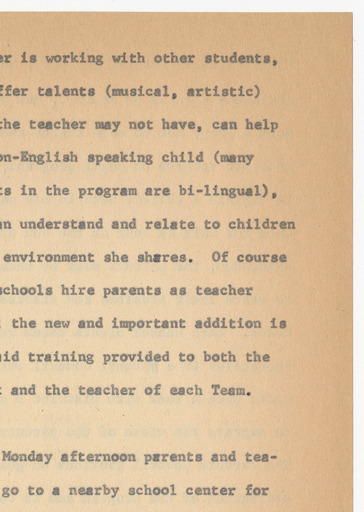 er is working with other students,
ffer talents (musical, artistic)
the teacher may not have, can help
on-English speaking child (many
ts in the program are bi-lingual),
an understand and relate to children
environment she shares. Of course
schools hire parents as teacher
the new and important addition is
aid training provided to both the
t and the teacher of each Team.
Monday afternoon parents and tea-
go to a nearby school center for